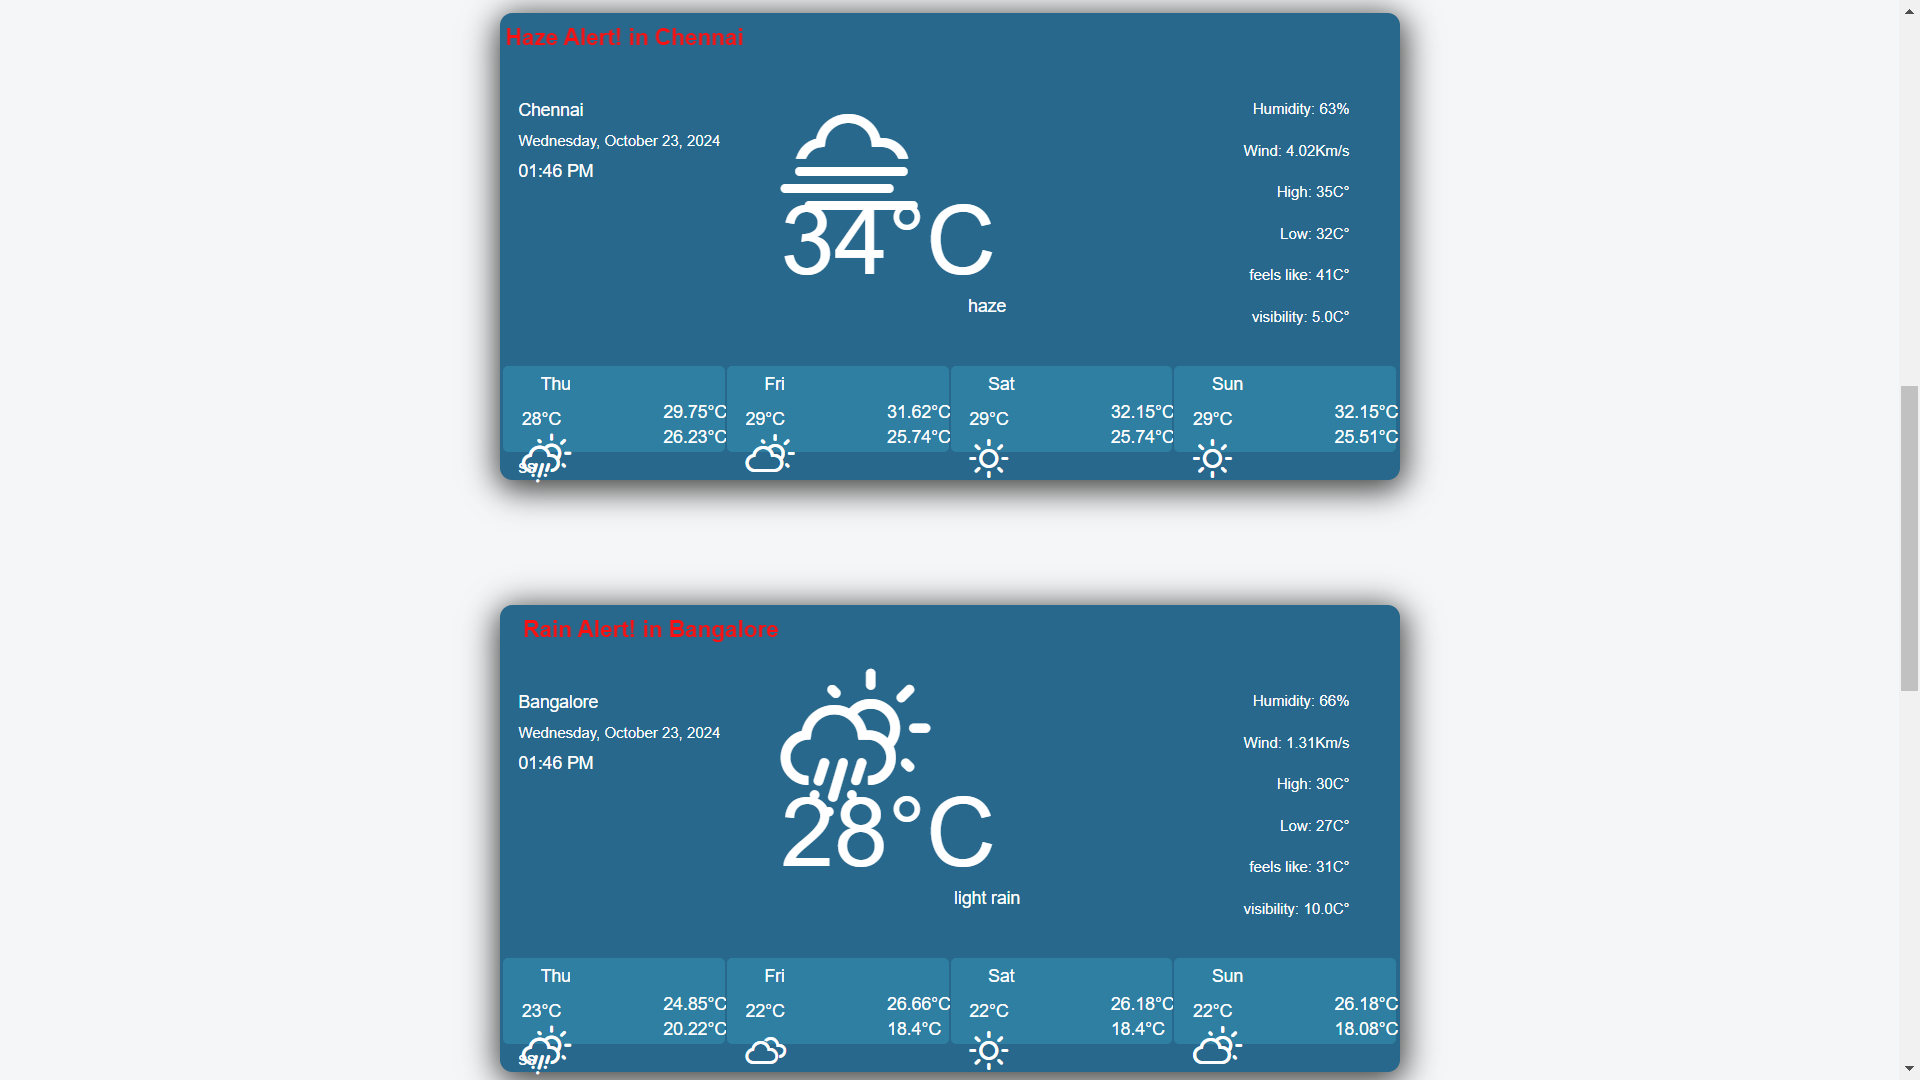 Haze Alert! in Chennai
Chennai
Wednesday, October 23, 2024
01:46 PM
34°C
haze
Humidity: 63%
Wind: 4.02Km/s
High: 35C°
Low: 32C°
feels like: 41C°
visibility: 5.0C°
Thu
28°C
29.75°C
26.23°C
Fri
29°C
31.62°C
25.74°C
Sat
29°C
32.15°C
25.74°C
Sun
29°C
32.15°C
25.51°C
Rain Alert! in Bangalore
Bangalore
Wednesday, October 23, 2024
01:46 PM
28°C
light rain
Humidity: 66%
Wind: 1.31Km/s
High: 30C°
Low: 27C°
feels like: 31C°
visibility: 10.0C°
Thu
23°C
24.85°C
20.22°C
Fri
22°C
26.66°C
18.4°C
Sat
22°C
26.18°C
18.4°C
Sun
22°C
26.18°C
18.08°C